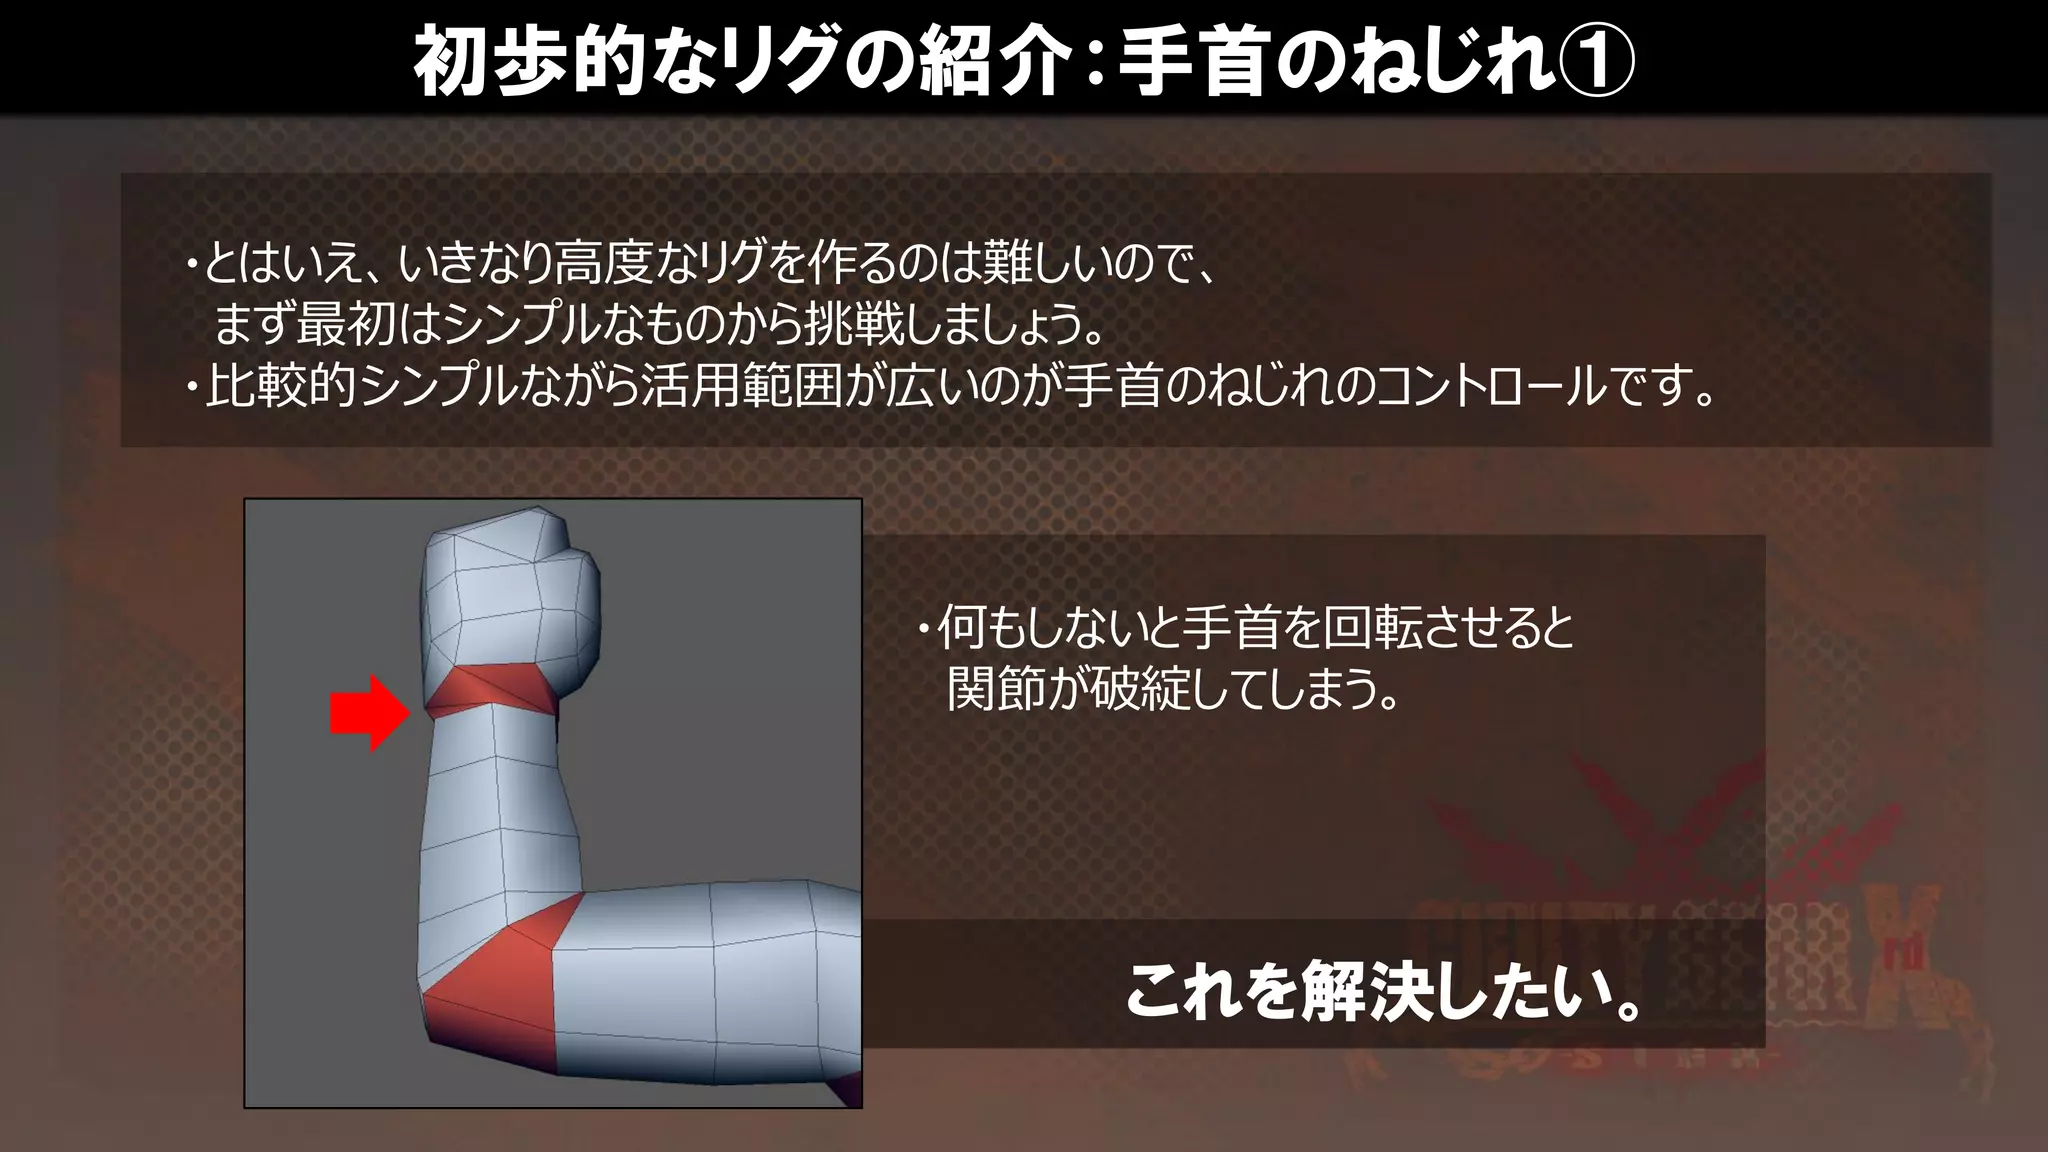 初歩的なリグの紹介：手首のねじれ①
・とはいえ、いきなり高度なリグを作るのは難しいので、
まず最初はシンプルなものから挑戦しましょう。
・比較的シンプルながら活用範囲が広いのが手首のねじれのコントロールです。
・何もしないと手首を回転させると
関節が破綻してしまう。
これを解決したい。
GUILTY GEAR Xrd
-SIGN-